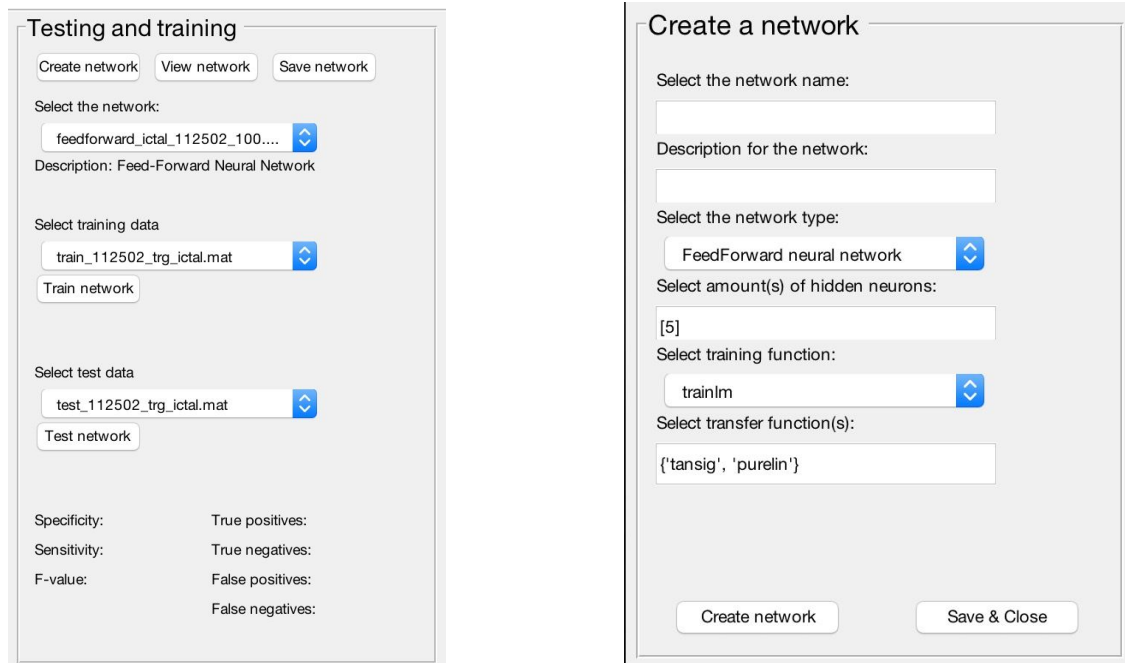 Testing and training
Create network View network Save network
Select the network:
feedforward_ictal_112502_100....
Description: Feed-Forward Neural Network
Select training data
train_112502_trg_ictal.mat
Train network
Select test data
test_112502_trg_ictal.mat
Test network
Specificity: True positives:
Sensitivity: True negatives:
F-value: False positives:
False negatives:
Create a network
Select the network name:
Description for the network:
Select the network type:
FeedForward neural network
Select amount(s) of hidden neurons:
[5]
Select training function:
trainlm
Select transfer function(s):
{'tansig', 'purelin'}
Create network Save & Close